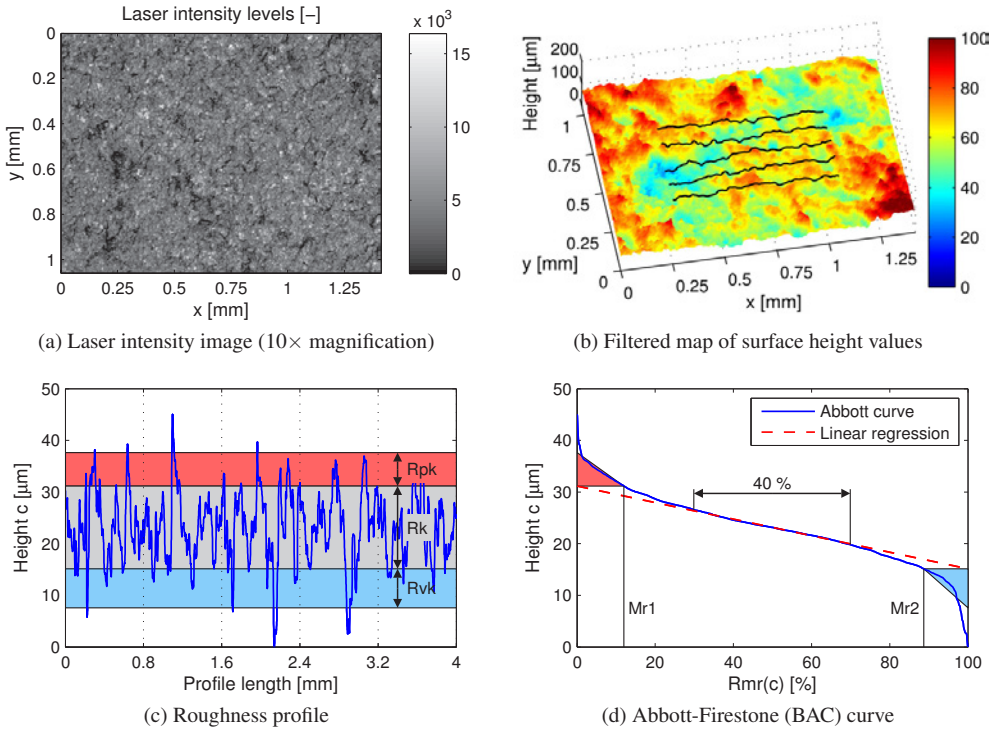 Laser intensity levels [−]
x 10³
0
0.2
0.4
0.6
0.8
1
y [mm]
0 0.25 0.5 0.75 1 1.25
x [mm]
15
10
5
0
(a) Laser intensity image (10× magnification)
Height [µm]
200
100
0
1
0.75
0.5
0.25
0
y [mm]
0 0.25 0.5 0.75 1 1.25
x [mm]
100
80
60
40
20
0
(b) Filtered map of surface height values
Height c [µm]
50
40
30
20
10
0
Rpk
Rk
Rvk
0 0.8 1.6 2.4 3.2 4
Profile length [mm]
(c) Roughness profile
Height c [µm]
50
40
30
20
10
0
Abbott curve
Linear regression
40 %
Mr1
Mr2
0 20 40 60 80 100
Rmr(c) [%]
(d) Abbott-Firestone (BAC) curve